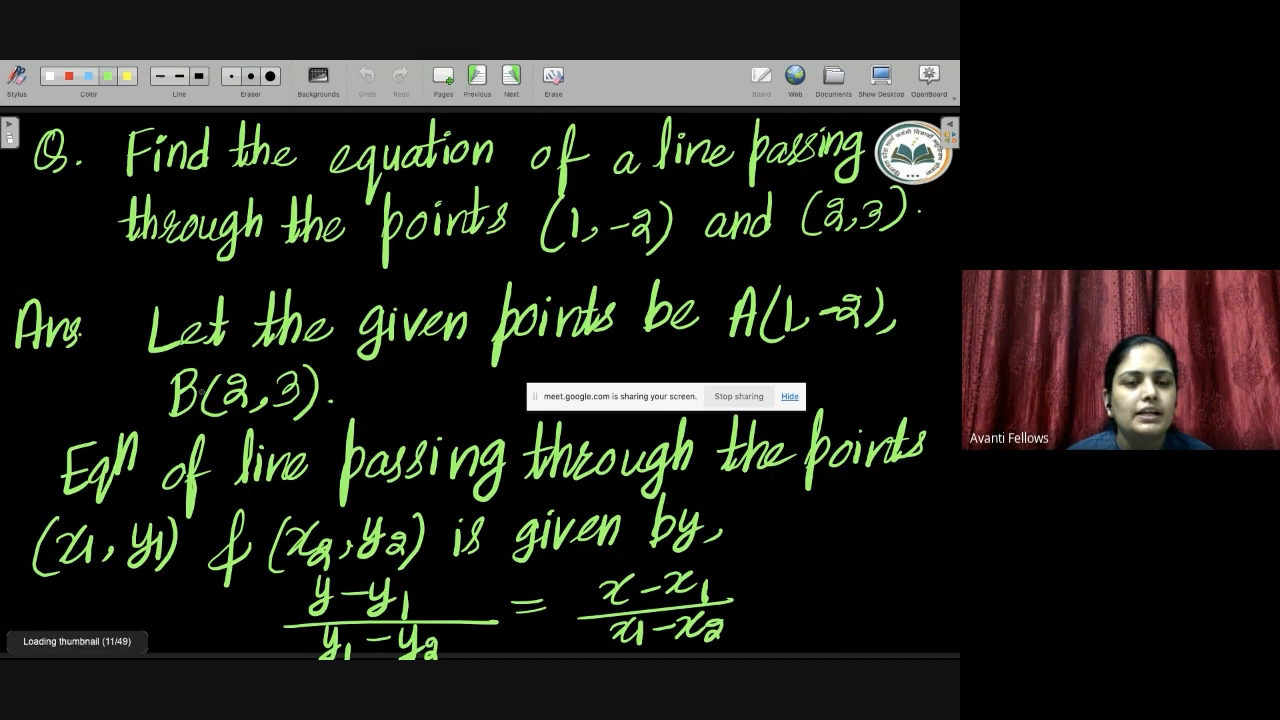 Stylus
Color
Line
Eraser
Backgrounds
Undo
Redo
Pages
Previous
Next
Erase
Board
Web
Documents
Show Desktop
OpenBoard
Q. Find the equation of a line passing
through the points (1, -2) and (2,3).
Ans. Let the given points be A(1, -2),
B(2,3).
meet.google.com is sharing your screen. Stop sharing Hide
Eqn of line passing through the points
(x1, y1) & (x2, y2) is given by,
y-y1 / y1-y2 = x-x1 / x1-x2
Avanti Fellows
Loading thumbnail (11/49)